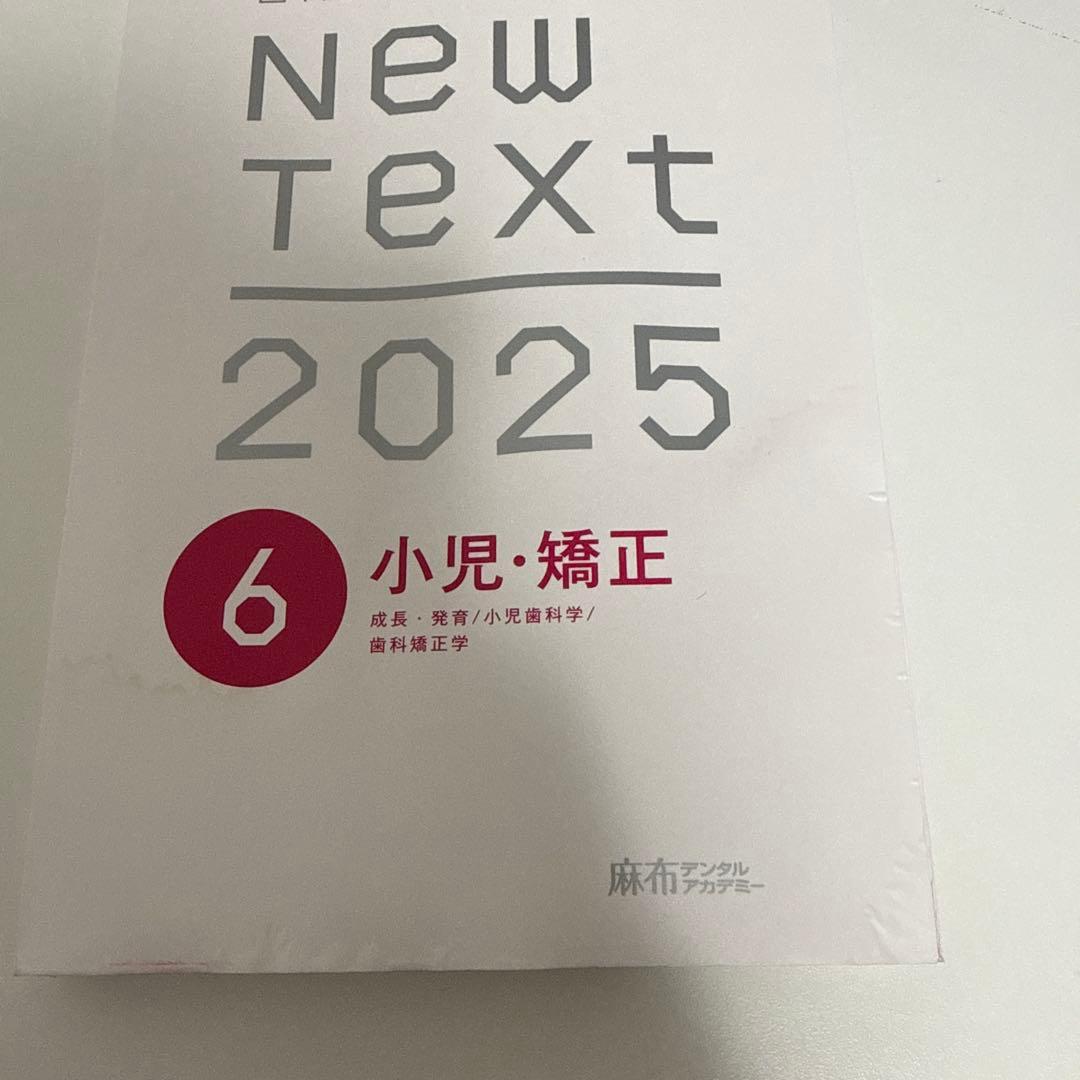 New
Text
2025
6
小児・矯正
成長・発育/小児歯科学/
歯科矯正学
麻布デンタル
アカデミー